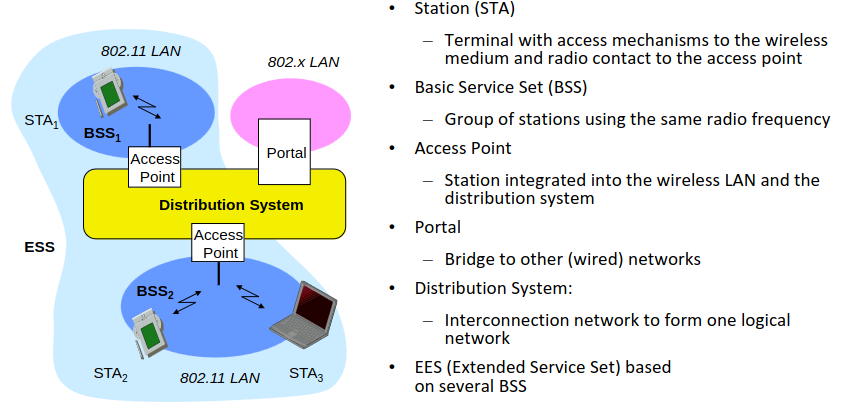 802.11 LAN
802.x LAN
STA1
BSS1
Access
Point
Portal
Distribution System
ESS
Access
Point
BSS2
STA2
802.11 LAN
STA3
• Station (STA)
– Terminal with access mechanisms to the wireless
medium and radio contact to the access point
• Basic Service Set (BSS)
– Group of stations using the same radio frequency
• Access Point
– Station integrated into the wireless LAN and the
distribution system
• Portal
– Bridge to other (wired) networks
• Distribution System:
– Interconnection network to form one logical
network
• EES (Extended Service Set) based
on several BSS